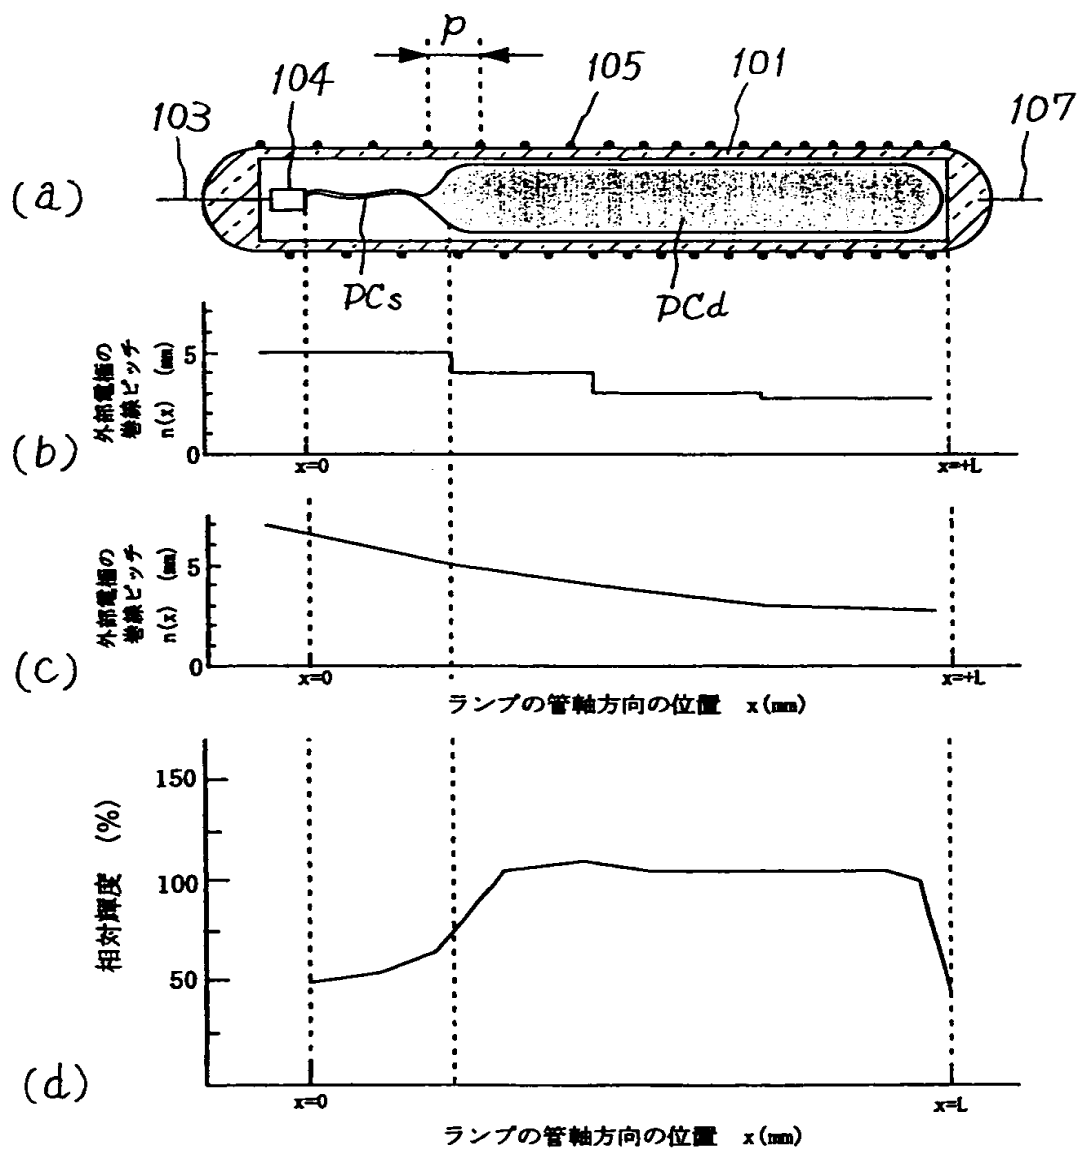 p
104
105
101
103
107
(a)
PCs
PCd
外部電極の
巻線ピッチ
n(x) (mm)
5
0
(b)
x=0
x=+L
外部電極の
巻線ピッチ
n(x) (mm)
5
0
(c)
x=0
x=+L
ランプの管軸方向の位置 x(mm)
相対輝度 (%)
150
100
50
(d)
x=0
x=L
ランプの管軸方向の位置 x(mm)